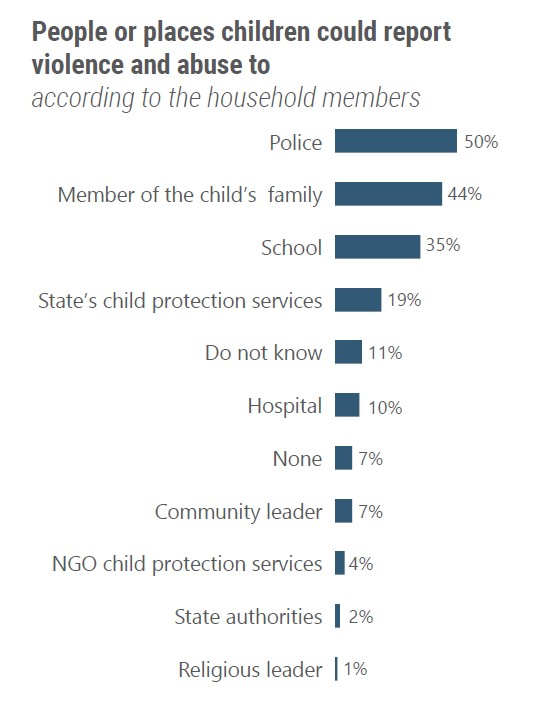 People or places children could report
violence and abuse to
according to the household members
Police 50%
Member of the child's family 44%
School 35%
State's child protection services 19%
Do not know 11%
Hospital 10%
None 7%
Community leader 7%
NGO child protection services 4%
State authorities 2%
Religious leader 1%